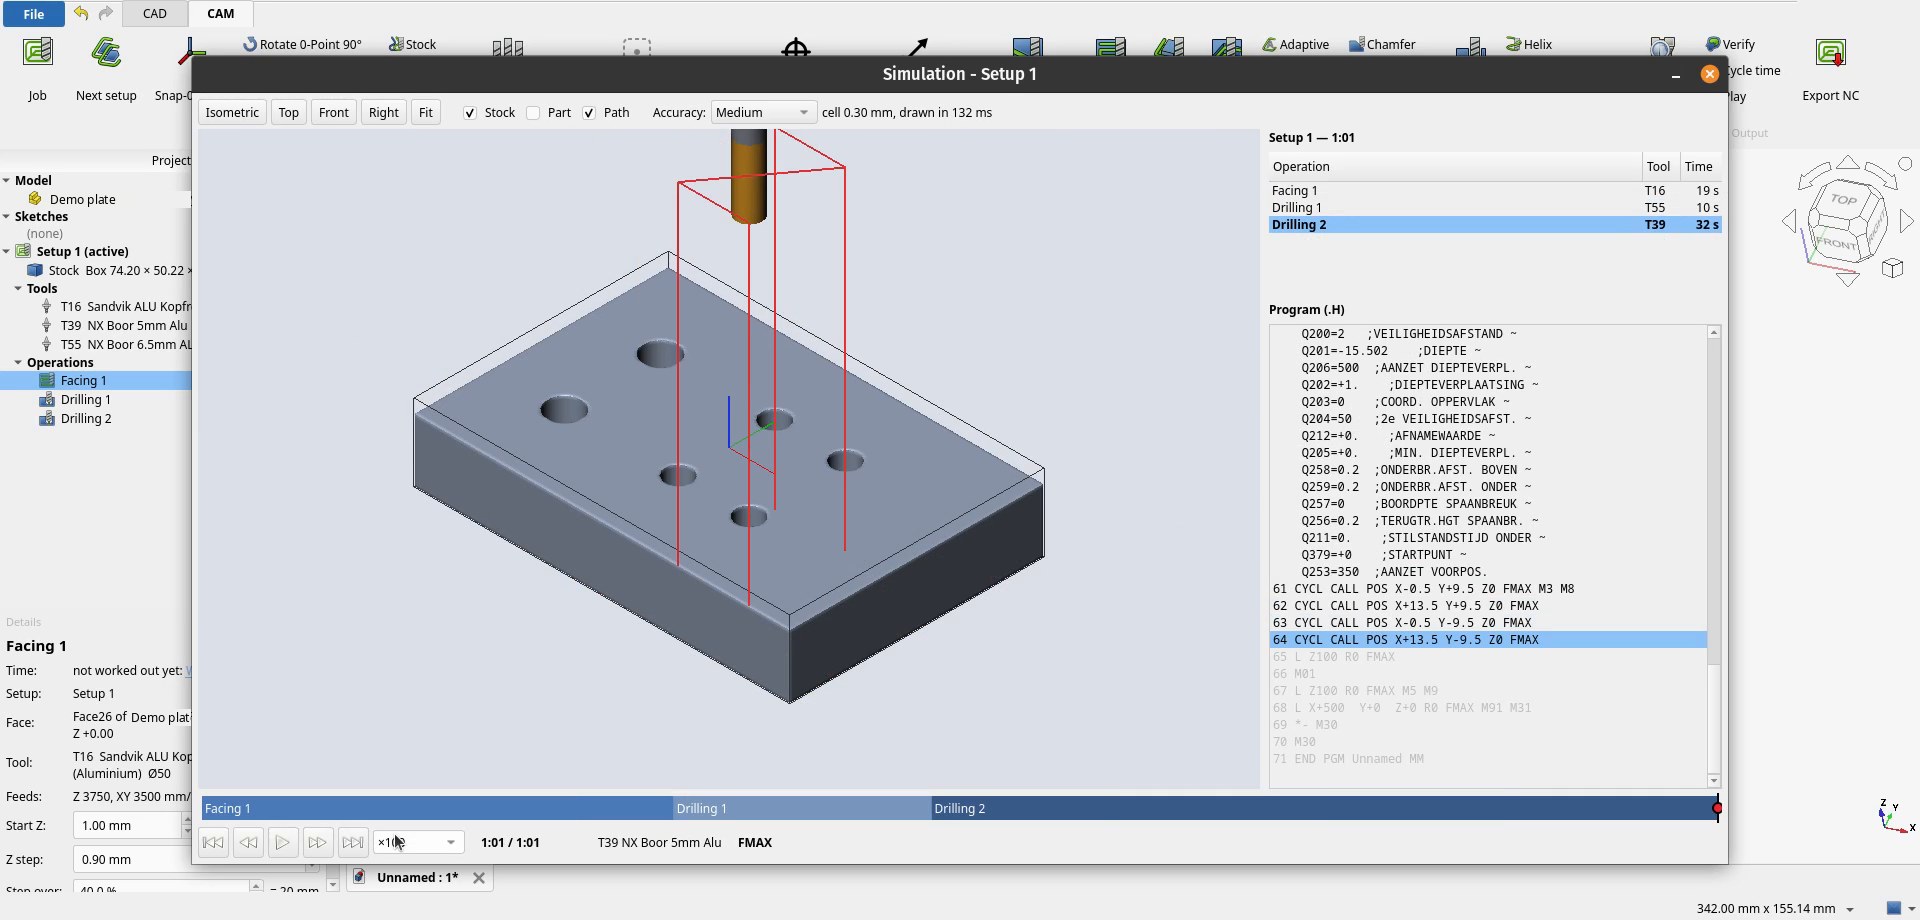 File
CAD
CAM
Job
Next setup
Rotate 0-Point 90°
Stock
Adaptive
Chamfer
Helix
Verify
Cycle time
Export NC
Output
Simulation - Setup 1
Isometric
Top
Front
Right
Fit
Stock
Part
Path
Accuracy:
Medium
cell 0.30 mm, drawn in 132 ms
Project
Model
Demo plate
Sketches
(none)
Setup 1 (active)
Stock Box 74.20 × 50.22 ×
Tools
T16 Sandvik ALU Kopfr
T39 NX Boor 5mm Alu
T55 NX Boor 6.5mm AL
Operations
Facing 1
Drilling 1
Drilling 2
Details
Facing 1
Time: not worked out yet:
Setup: Setup 1
Face: Face26 of Demo plat
Z +0.00
Tool: T16 Sandvik ALU Kop
(Aluminium) Ø50
Feeds: Z 3750, XY 3500 mm/
Start Z: 1.00 mm
Z step: 0.90 mm
Step over: 40.0 % = 20 mm
Setup 1 — 1:01
Operation Tool Time
Facing 1 T16 19 s
Drilling 1 T55 10 s
Drilling 2 T39 32 s
Program (.H)
Q200=2 ;VEILIGHEIDSAFSTAND ~
Q201=-15.502 ;DIEPTE ~
Q206=500 ;AANZET DIEPTEVERPL. ~
Q202=+1. ;DIEPTEVERPLAATSING ~
Q203=0 ;COORD. OPPERVLAK ~
Q204=50 ;2e VEILIGHEIDSAFST. ~
Q212=+0. ;AFNAMEWAARDE ~
Q205=+0. ;MIN. DIEPTEVERPL. ~
Q258=0.2 ;ONDERBR.AFST. BOVEN ~
Q259=0.2 ;ONDERBR.AFST. ONDER ~
Q257=0 ;BOORDPTE SPAANBREUK ~
Q256=0.2 ;TERUGTR.HGT SPAANBR. ~
Q211=0. ;STILSTANDSTIJD ONDER ~
Q379=+0 ;STARTPUNT ~
Q253=350 ;AANZET VOORPOS.
61 CYCL CALL POS X-0.5 Y+9.5 Z0 FMAX M3 M8
62 CYCL CALL POS X+13.5 Y+9.5 Z0 FMAX
63 CYCL CALL POS X-0.5 Y-9.5 Z0 FMAX
64 CYCL CALL POS X+13.5 Y-9.5 Z0 FMAX
65 L Z100 R0 FMAX
66 M01
67 L Z100 R0 FMAX M5 M9
68 L X+500 Y+0 Z+0 R0 FMAX M91 M31
69 *- M30
70 M30
71 END PGM Unnamed MM
TOP
FRONT
RIGHT
Facing 1
Drilling 1
Drilling 2
1:01 / 1:01
T39 NX Boor 5mm Alu
FMAX
Unnamed : 1*
Z
Y
X
342.00 mm x 155.14 mm